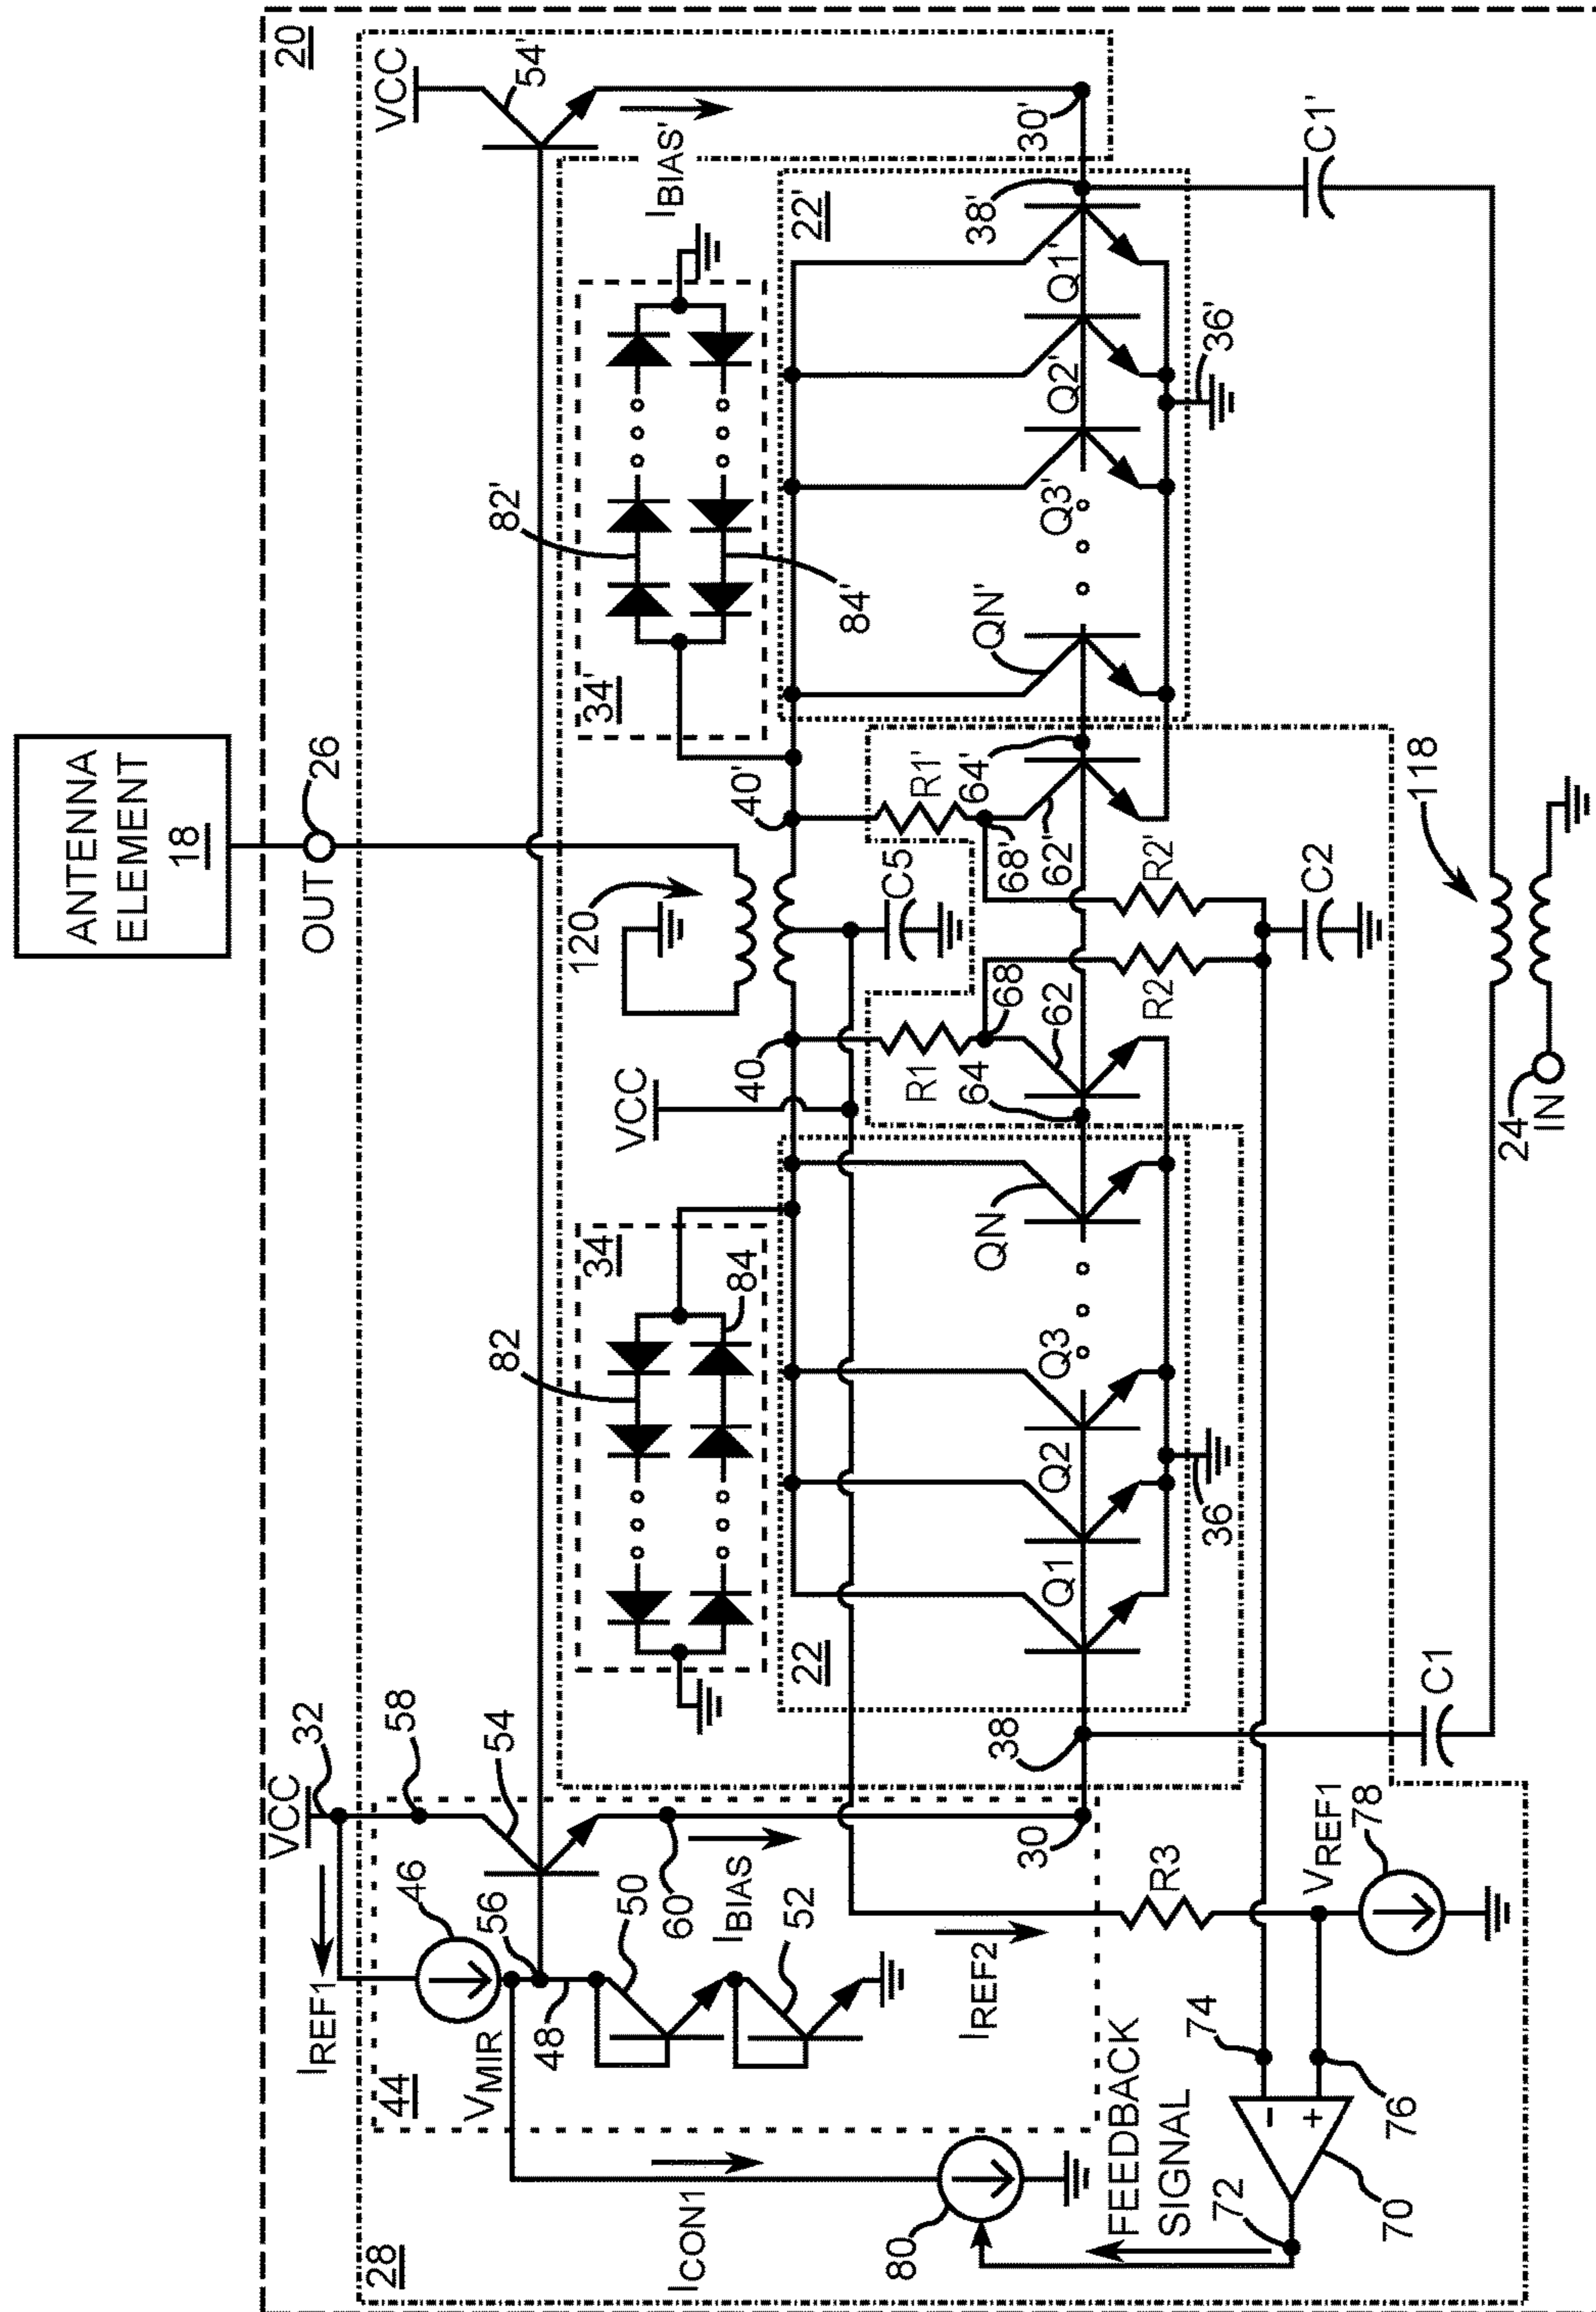 ANTENNA
ELEMENT
18
OUT
26
20
VCC
32
58
54
IREF1
46
56
50
60
IBIAS
52
48
VMIR
44
28
ICON1
80
FEEDBACK
SIGNAL
72
70
74
76
IREF2
R3
VREF1
78
30
38
C1
82
34
84
22
Q1
Q2
Q3
QN
36
VCC
40
120
40'
C5
R1
64
68
62
R2
R1'
64'
68'
62'
R2'
C2
82'
34'
84'
22'
QN'
Q3'
Q2'
Q1'
36'
38'
30'
VCC
54'
IBIAS'
C1'
118
24
IN
-
+